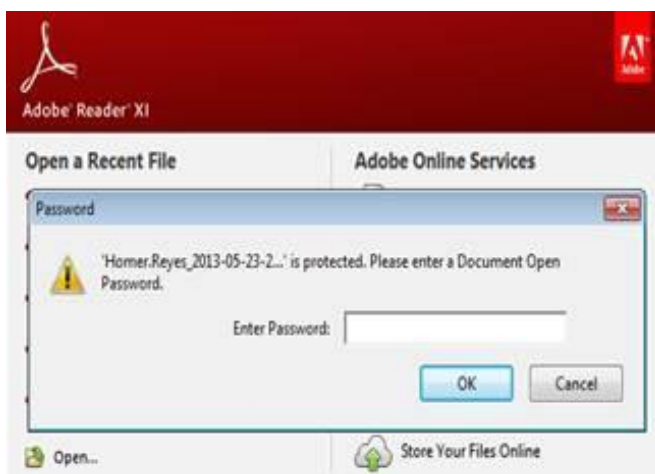 Adobe
Adobe® Reader® XI
Open a Recent File
Adobe Online Services
Password
'Homer.Reyes_2013-05-23-2...' is protected. Please enter a Document Open
Password.
Enter Password:
OK
Cancel
Open...
Store Your Files Online